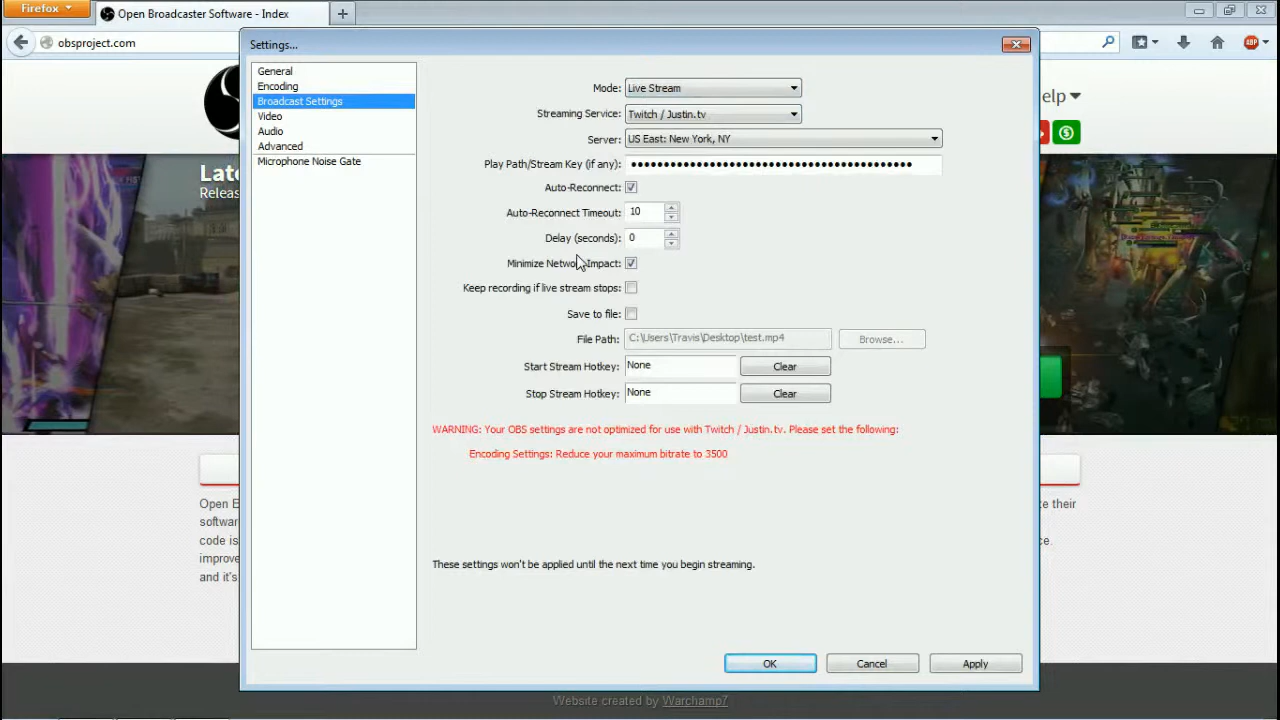 Firefox
Open Broadcaster Software - Index
obsproject.com
ABP
elp
Late
Releas
Open E
softwar
code is
improve
and it's
te their
ce.
Settings...
General
Encoding
Broadcast Settings
Video
Audio
Advanced
Microphone Noise Gate
Mode: Live Stream
Streaming Service: Twitch / Justin.tv
Server: US East: New York, NY
Play Path/Stream Key (if any): ●●●●●●●●●●●●●●●●●●●●●●●●●●●●●●●●●●●●●●●●●●●●
Auto-Reconnect:
Auto-Reconnect Timeout: 10
Delay (seconds): 0
Minimize Network Impact:
Keep recording if live stream stops:
Save to file:
File Path: C:\Users\Travis\Desktop\test.mp4 Browse...
Start Stream Hotkey: None Clear
Stop Stream Hotkey: None Clear
WARNING: Your OBS settings are not optimized for use with Twitch / Justin.tv. Please set the following:
Encoding Settings: Reduce your maximum bitrate to 3500
These settings won't be applied until the next time you begin streaming.
OK Cancel Apply
Website created by Warchamp7